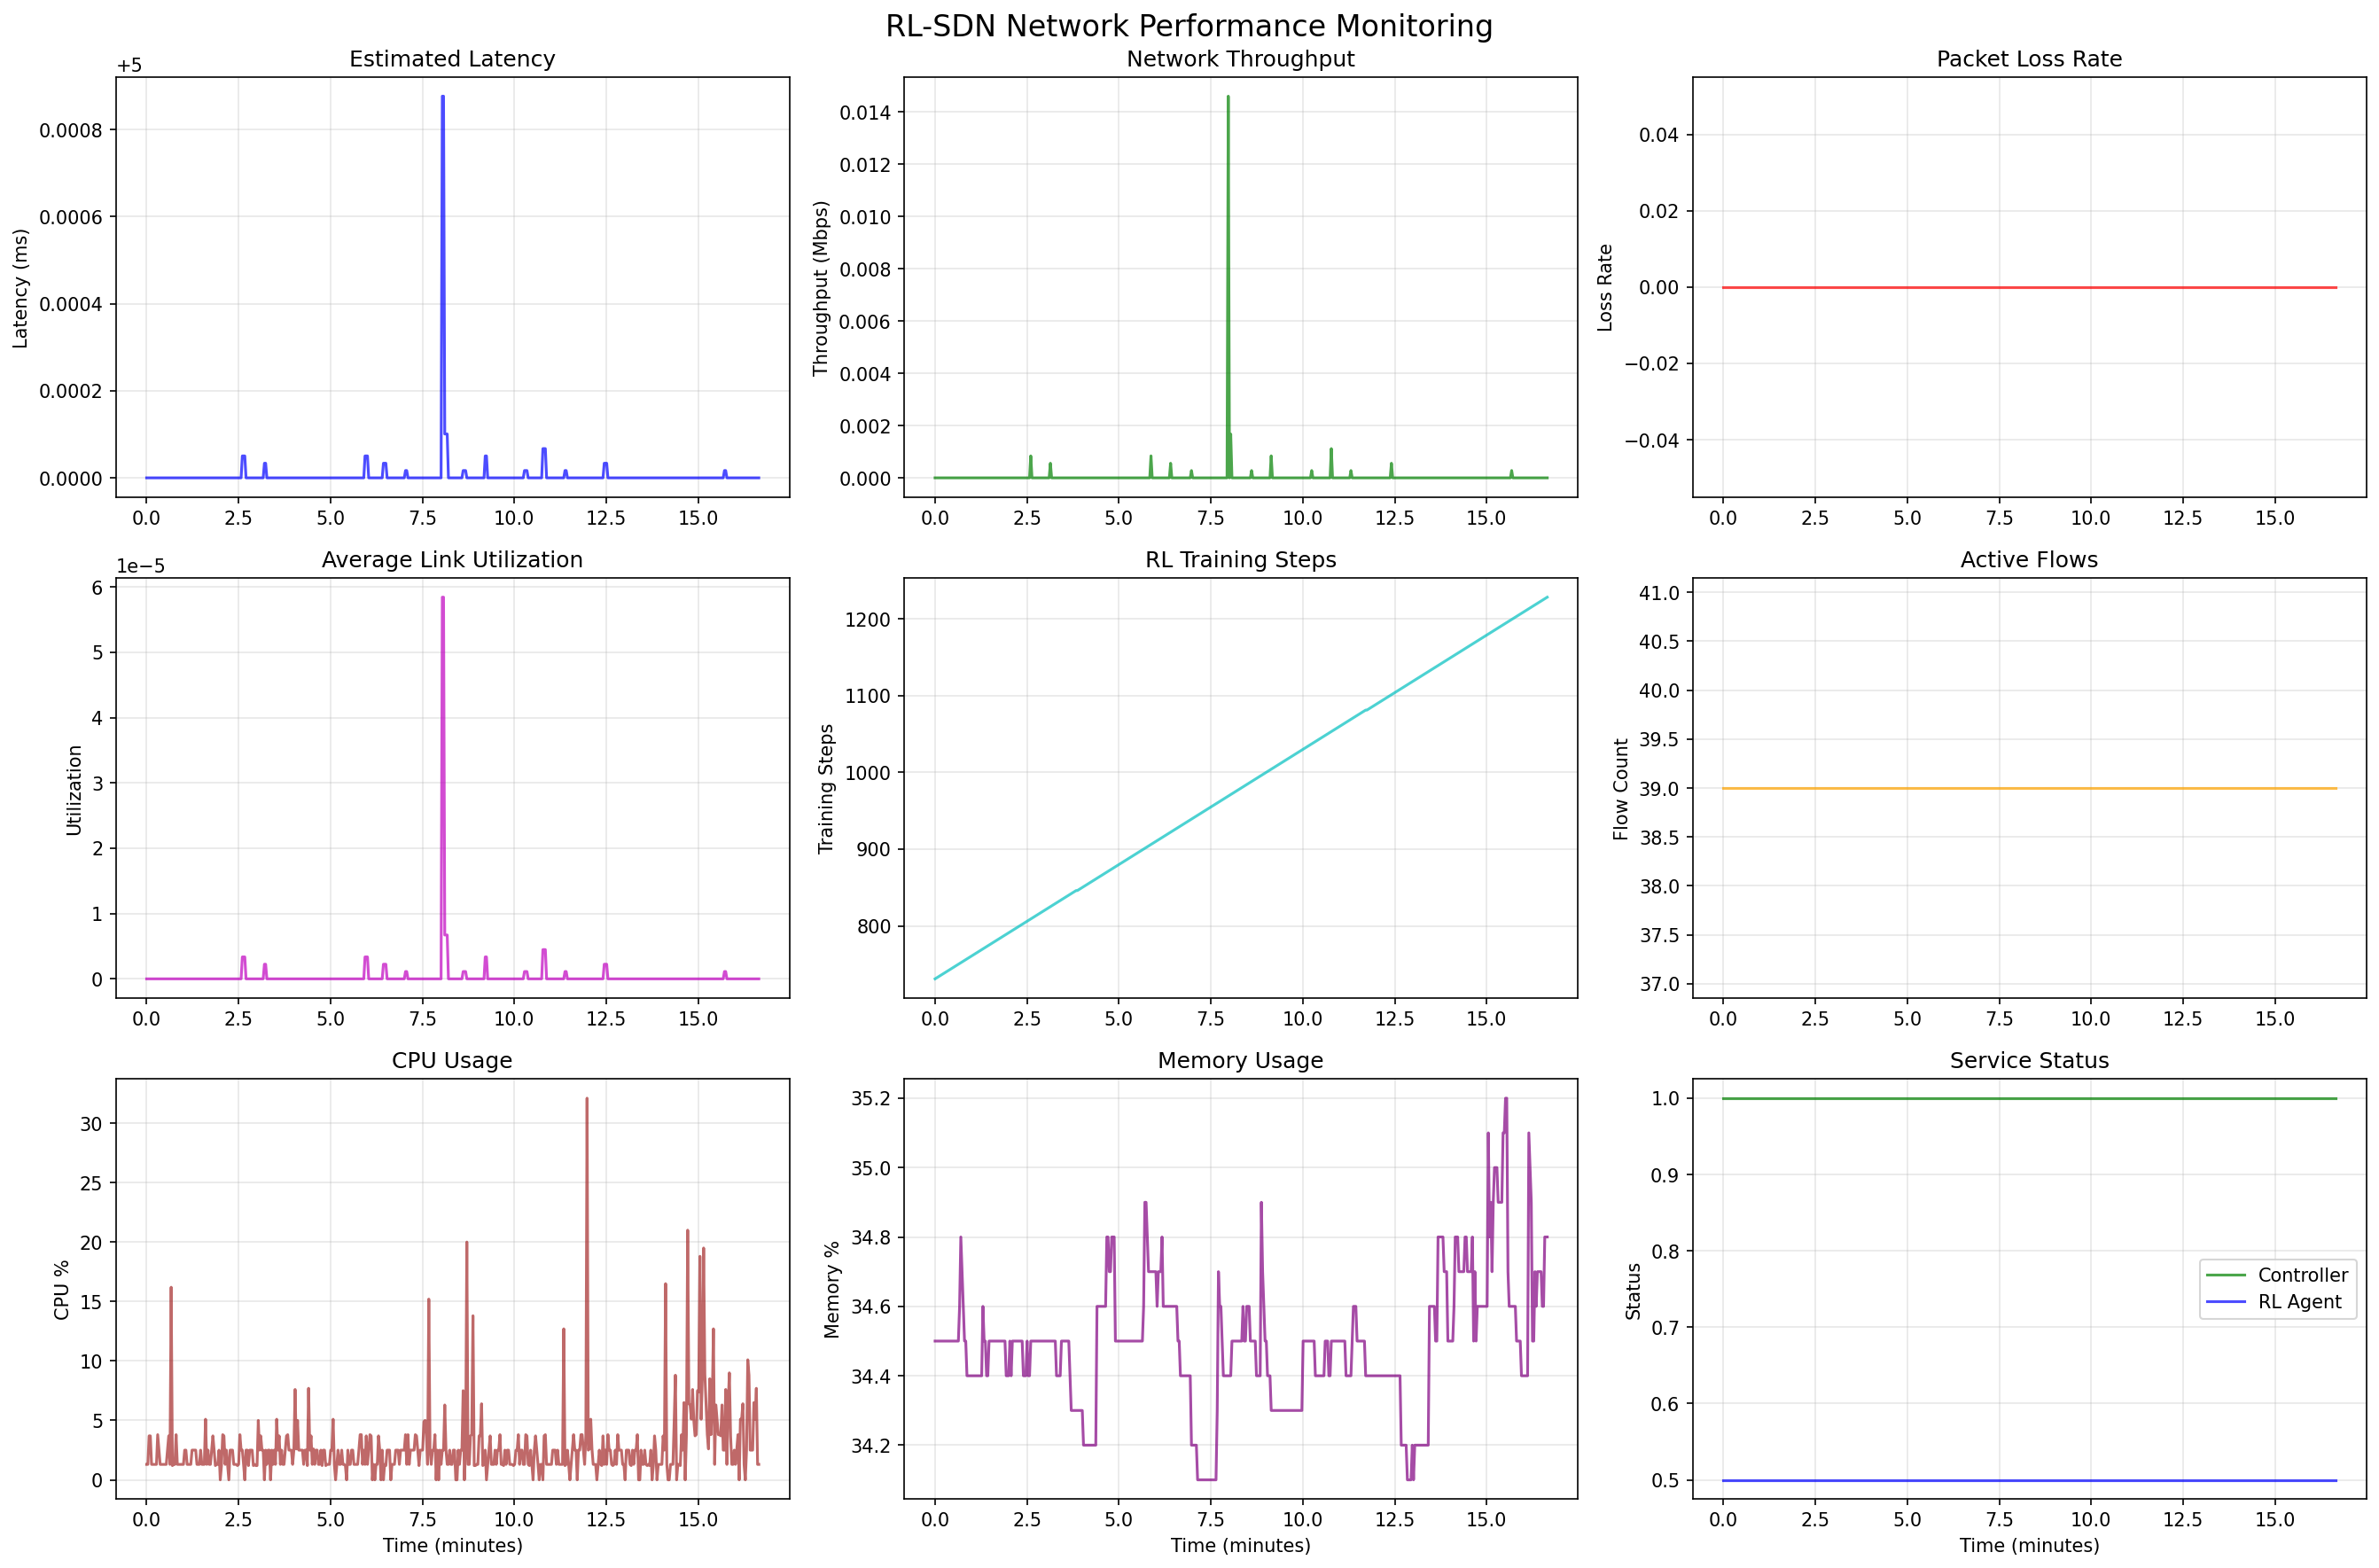 RL-SDN Network Performance Monitoring
Estimated Latency
+5
Latency (ms)
0.0008
0.0006
0.0004
0.0002
0.0000
0.0 2.5 5.0 7.5 10.0 12.5 15.0
Network Throughput
Throughput (Mbps)
0.014
0.012
0.010
0.008
0.006
0.004
0.002
0.000
0.0 2.5 5.0 7.5 10.0 12.5 15.0
Packet Loss Rate
Loss Rate
0.04
0.02
0.00
−0.02
−0.04
0.0 2.5 5.0 7.5 10.0 12.5 15.0
Average Link Utilization
1e−5
Utilization
6
5
4
3
2
1
0
0.0 2.5 5.0 7.5 10.0 12.5 15.0
RL Training Steps
Training Steps
1200
1100
1000
900
800
0.0 2.5 5.0 7.5 10.0 12.5 15.0
Active Flows
Flow Count
41.0
40.5
40.0
39.5
39.0
38.5
38.0
37.5
37.0
0.0 2.5 5.0 7.5 10.0 12.5 15.0
CPU Usage
CPU %
30
25
20
15
10
5
0
0.0 2.5 5.0 7.5 10.0 12.5 15.0
Time (minutes)
Memory Usage
Memory %
35.2
35.0
34.8
34.6
34.4
34.2
0.0 2.5 5.0 7.5 10.0 12.5 15.0
Time (minutes)
Service Status
Status
1.0
0.9
0.8
0.7
0.6
0.5
Controller
RL Agent
0.0 2.5 5.0 7.5 10.0 12.5 15.0
Time (minutes)